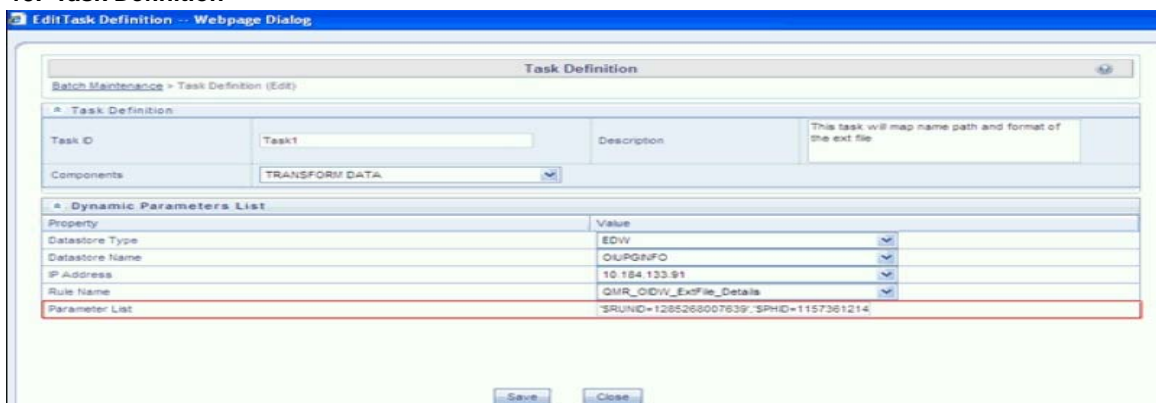 EditTask Definition -- Webpage Dialog
Task Definition
Batch Maintenance > Task Definition (Edit)
Task Definition
Task ID Task1 Description This task will map name path and format of
the ext file
Components TRANSFORM DATA
Dynamic Parameters List
Property Value
Datastore Type EDW
Datastore Name OIUPGINFO
IP Address 10.184.133.91
Rule Name QMR_OIDW_ExtFile_Details
Parameter List '$RUNID=1285268007639','$PHID=1157361214
Save Close